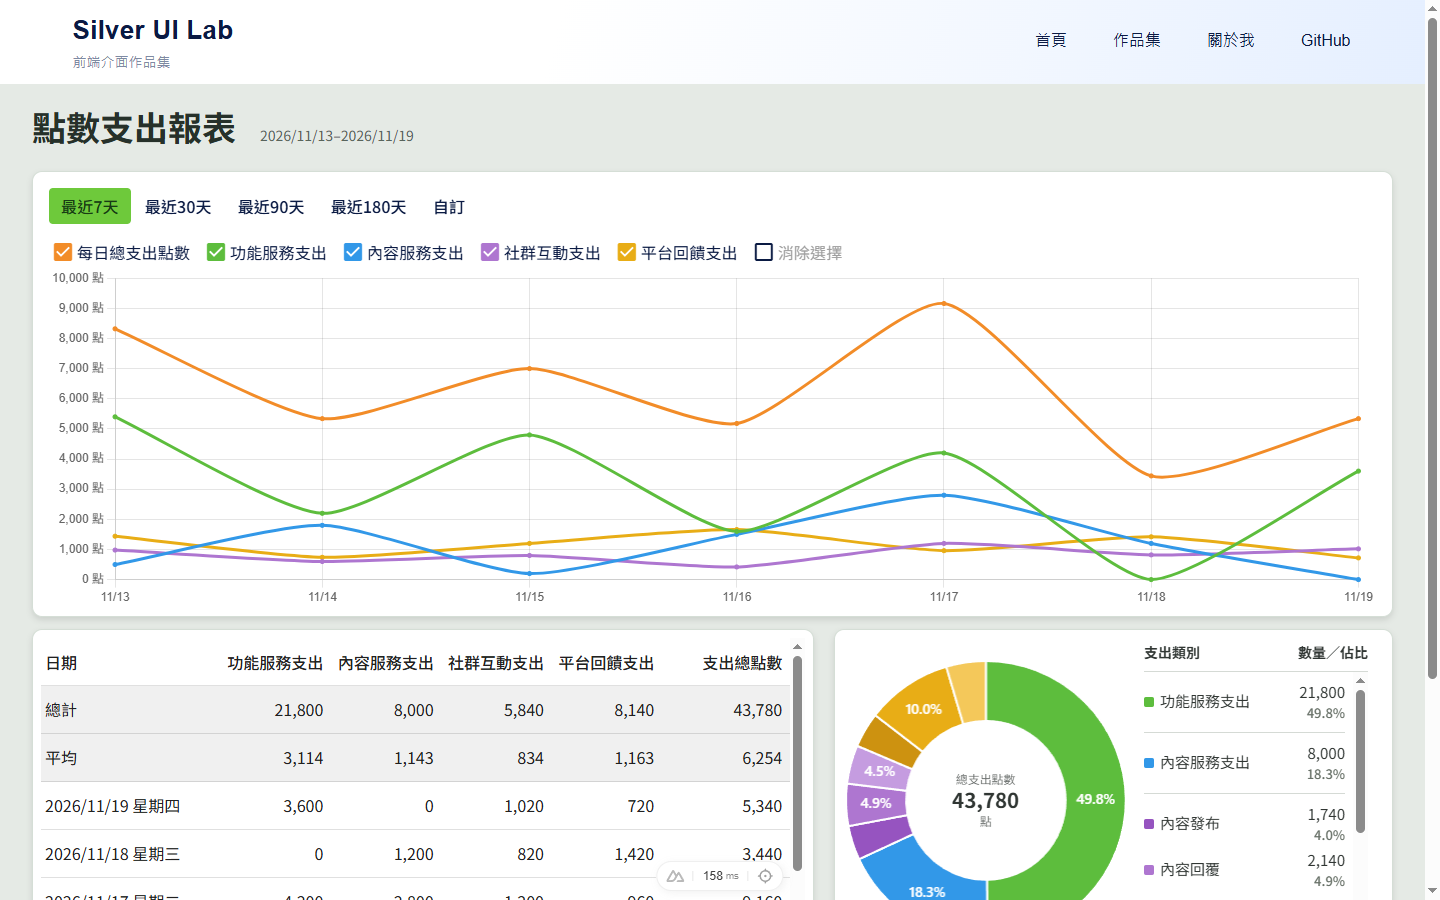 Silver UI Lab
前端介面作品集
首頁 作品集 關於我 GitHub
點數支出報表 2026/11/13–2026/11/19
最近7天 最近30天 最近90天 最近180天 自訂
每日總支出點數 功能服務支出 內容服務支出 社群互動支出 平台回饋支出 消除選擇
10,000 點
9,000 點
8,000 點
7,000 點
6,000 點
5,000 點
4,000 點
3,000 點
2,000 點
1,000 點
0 點
11/13 11/14 11/15 11/16 11/17 11/18 11/19
日期 功能服務支出 內容服務支出 社群互動支出 平台回饋支出 支出總點數
總計 21,800 8,000 5,840 8,140 43,780
平均 3,114 1,143 834 1,163 6,254
2026/11/19 星期四 3,600 0 1,020 720 5,340
2026/11/18 星期三 0 1,200 820 1,420 3,440
158 ms
10.0%
4.5%
4.9%
49.8%
18.3%
總支出點數
43,780
點
支出類別 數量／佔比
功能服務支出 21,800
49.8%
內容服務支出 8,000
18.3%
內容發布 1,740
4.0%
內容回覆 2,140
4.9%